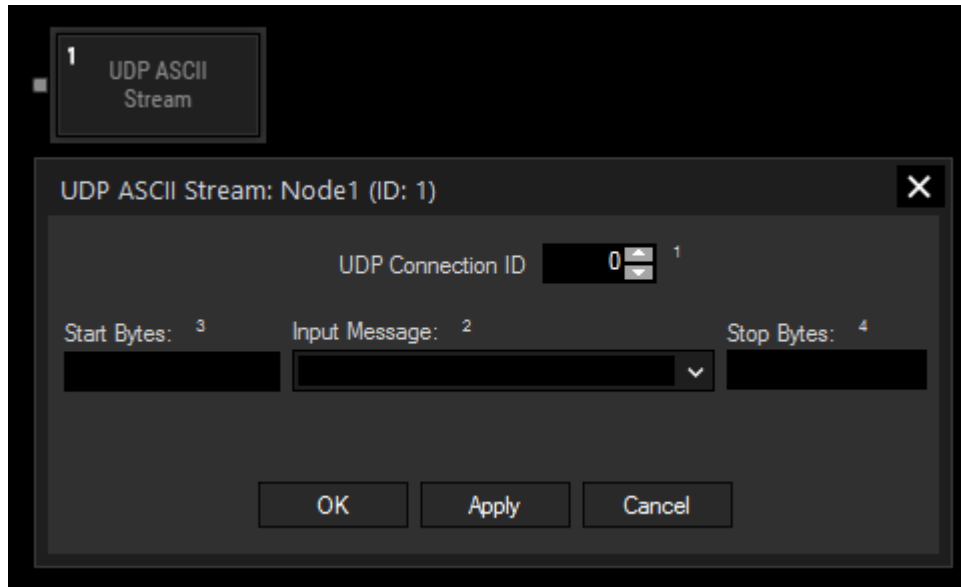 1
UDP ASCII
Stream
UDP ASCII Stream: Node1 (ID: 1)
UDP Connection ID 0 1
Start Bytes: 3 Input Message: 2 Stop Bytes: 4
OK Apply Cancel